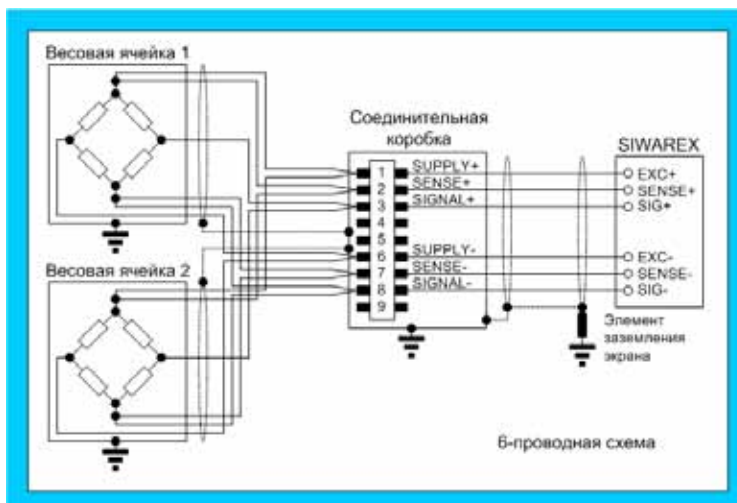 Весовая ячейка 1
Соединительная
коробка
SIWAREX
1 SUPPLY+ EXC+
2 SENSE+ SENSE+
3 SIGNAL+ SIG+
4
5
6 SUPPLY- EXC-
7 SENSE- SENSE-
8 SIGNAL- SIG-
9
Весовая ячейка 2
Элемент
заземления
экрана
6-проводная схема